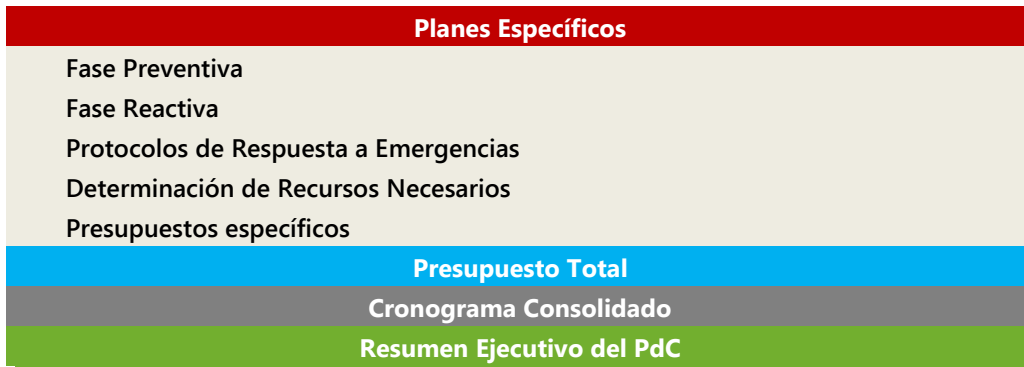 Planes Específicos
Fase Preventiva
Fase Reactiva
Protocolos de Respuesta a Emergencias
Determinación de Recursos Necesarios
Presupuestos específicos
Presupuesto Total
Cronograma Consolidado
Resumen Ejecutivo del PdC